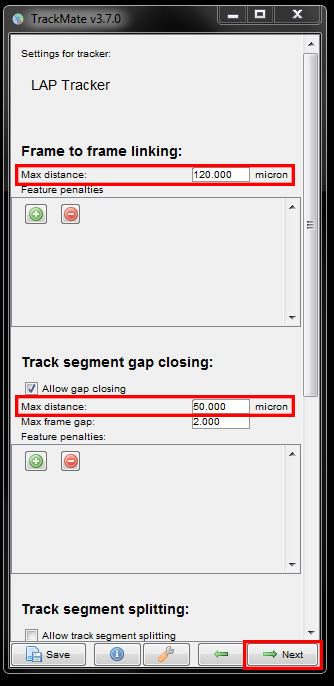 TrackMate v3.7.0
Settings for tracker:
LAP Tracker
Frame to frame linking:
Max distance: 120.000 micron
Feature penalties
Track segment gap closing:
Allow gap closing
Max distance: 50.000 micron
Max frame gap: 2.000
Feature penalties:
Track segment splitting:
Allow track segment splitting
Save Next